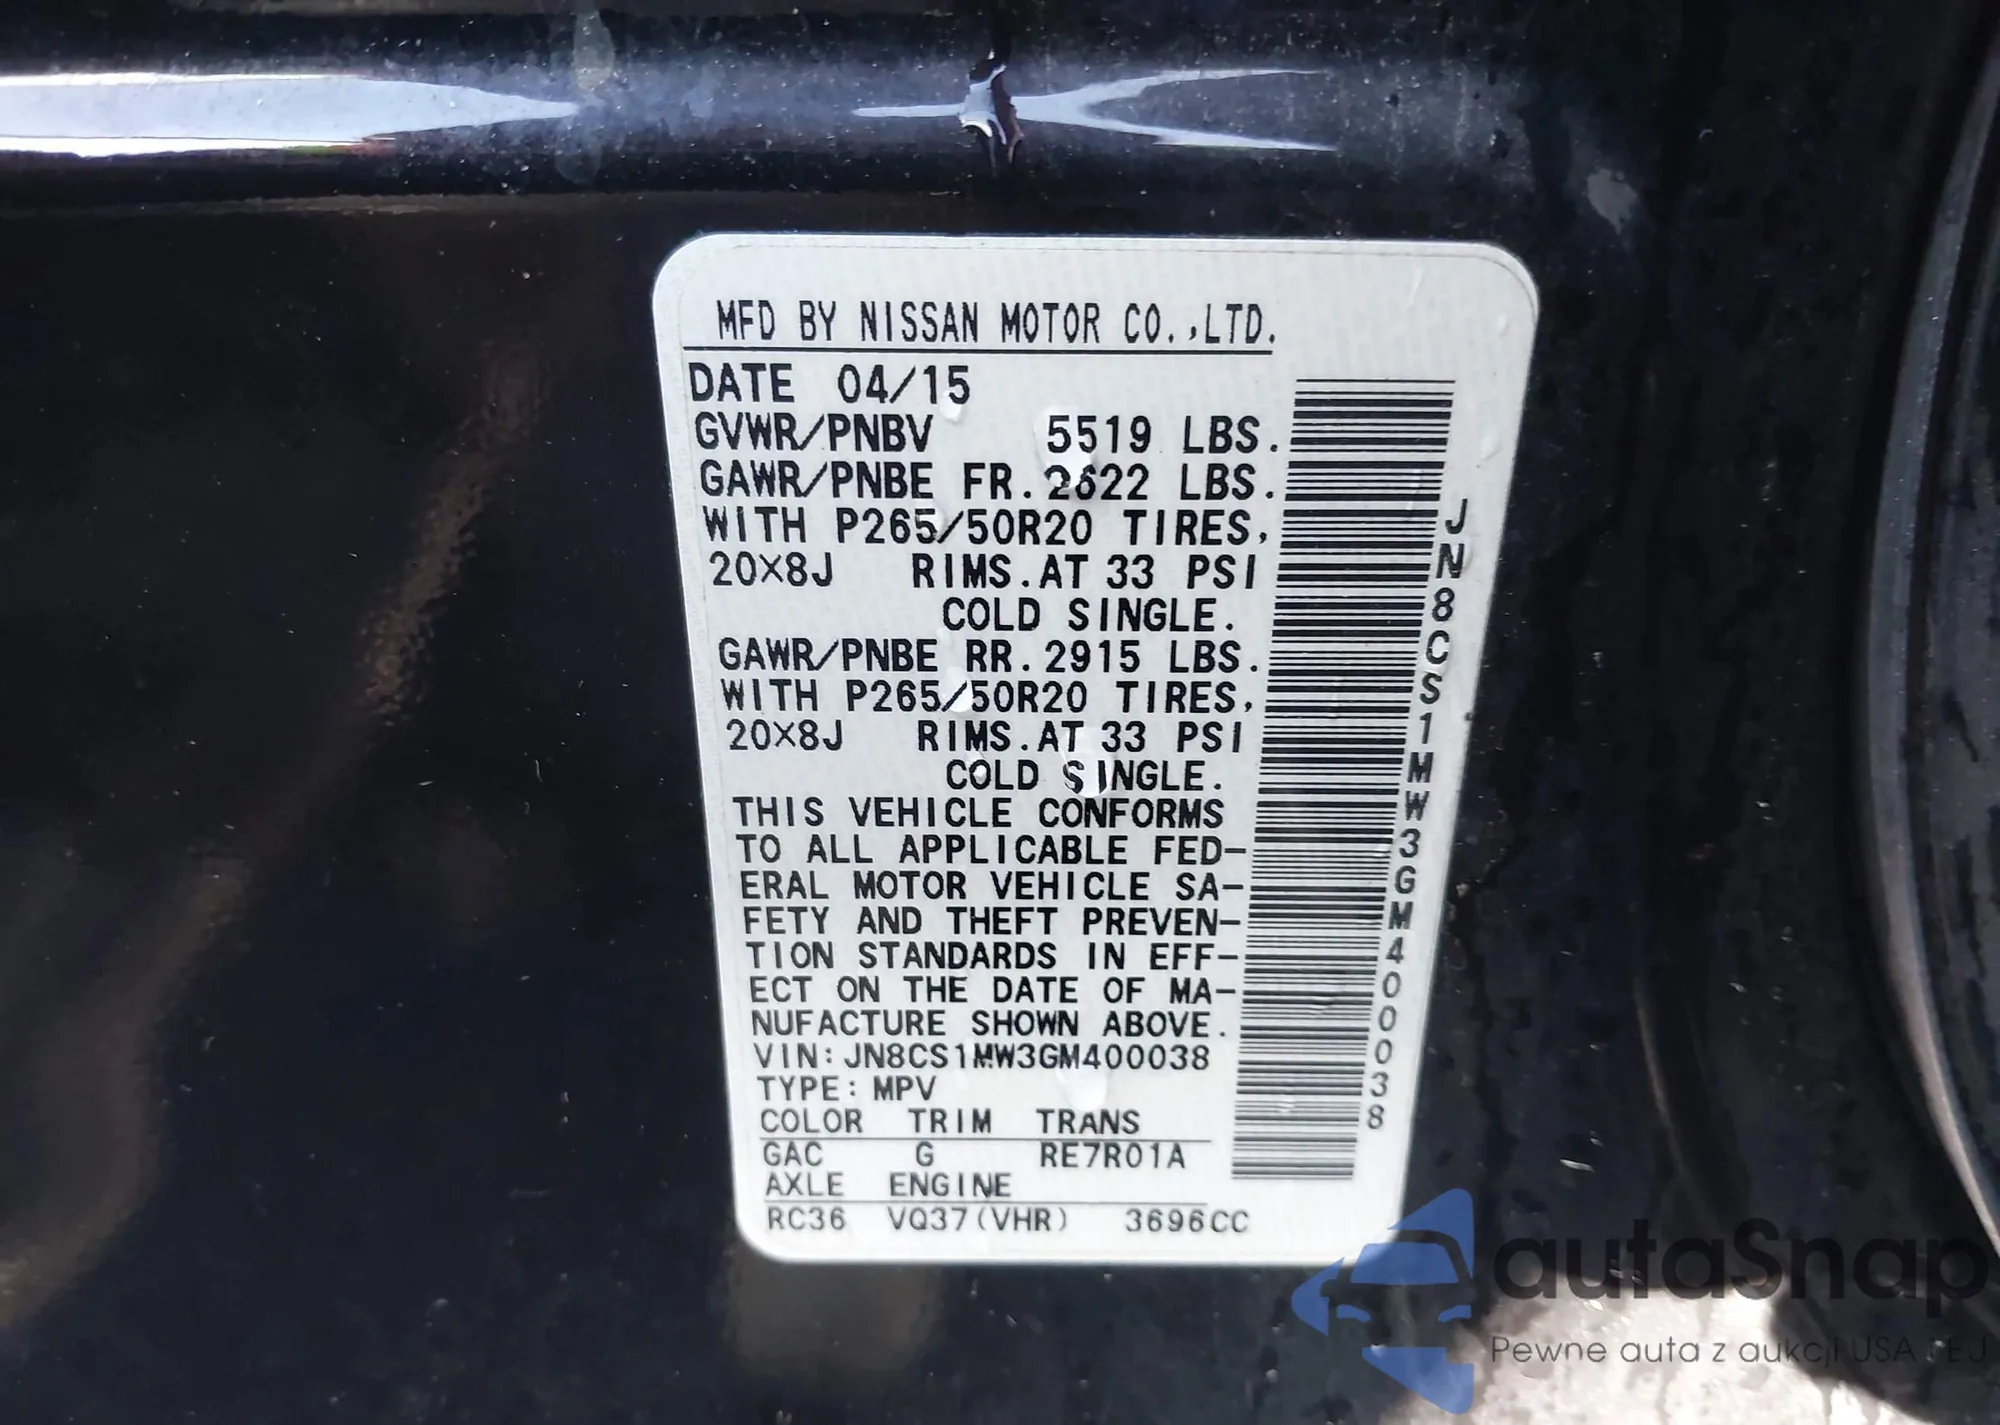 MFD BY NISSAN MOTOR CO.,LTD.
DATE 04/15
GVWR/PNBV 5519 LBS.
GAWR/PNBE FR. 2622 LBS.
WITH P265/50R20 TIRES,
20X8J RIMS.AT 33 PSI
COLD SINGLE.
GAWR/PNBE RR. 2915 LBS.
WITH P265/50R20 TIRES,
20X8J RIMS.AT 33 PSI
COLD SINGLE.
THIS VEHICLE CONFORMS
TO ALL APPLICABLE FED-
ERAL MOTOR VEHICLE SA-
FETY AND THEFT PREVEN-
TION STANDARDS IN EFF-
ECT ON THE DATE OF MA-
NUFACTURE SHOWN ABOVE.
VIN:JN8CS1MW3GM400038
TYPE:MPV
COLOR TRIM TRANS
GAC G RE7R01A
AXLE ENGINE
RC36 VQ37(VHR) 3696CC
JN8CS1MW3GM400038
autaSnap
Pewne auta z aukcji USA i EU